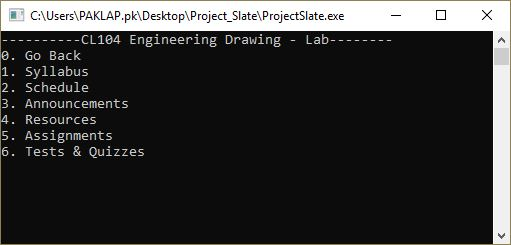 C:\Users\PAKLAP.pk\Desktop\Project_Slate\ProjectSlate.exe
----------CL104 Engineering Drawing - Lab--------
0. Go Back
1. Syllabus
2. Schedule
3. Announcements
4. Resources
5. Assignments
6. Tests & Quizzes